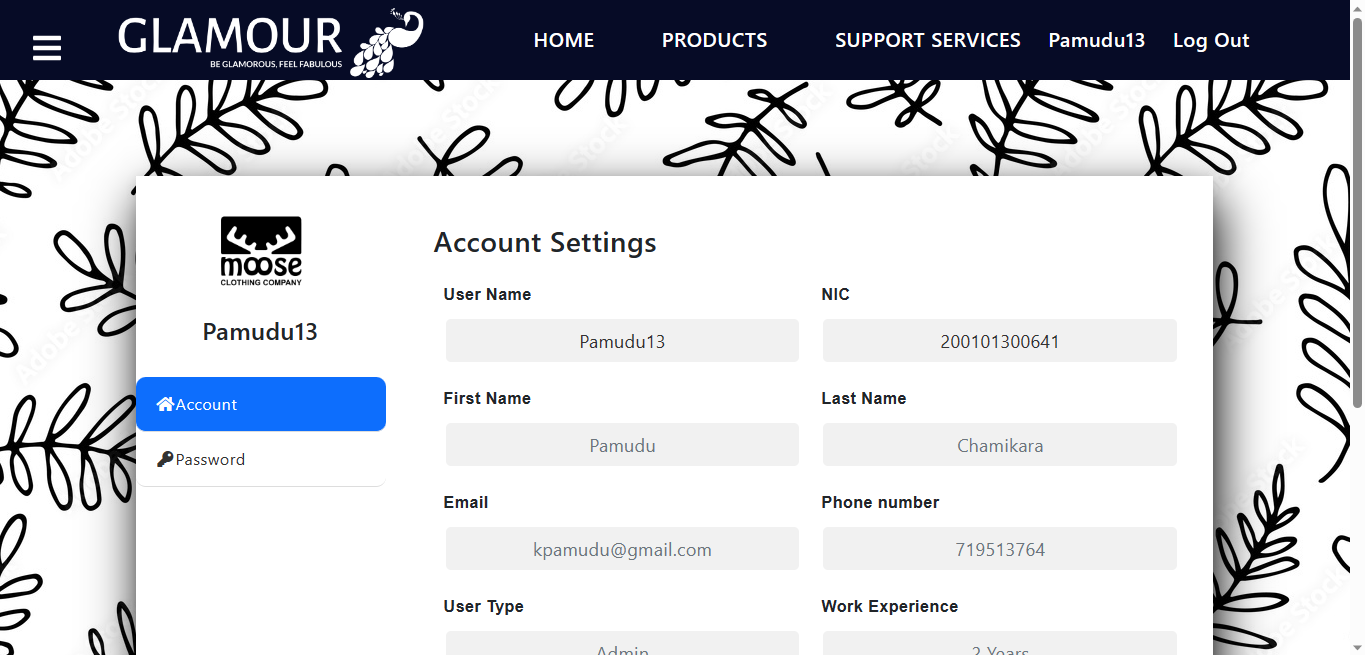 GLAMOUR
BE GLAMOROUS, FEEL FABULOUS
HOME PRODUCTS SUPPORT SERVICES Pamudu13 Log Out
moose
CLOTHING COMPANY
Pamudu13
Account
Password
Account Settings
User Name NIC
Pamudu13 200101300641
First Name Last Name
Pamudu Chamikara
Email Phone number
kpamudu@gmail.com 719513764
User Type Work Experience
Admin 2 Years
Adobe Stock